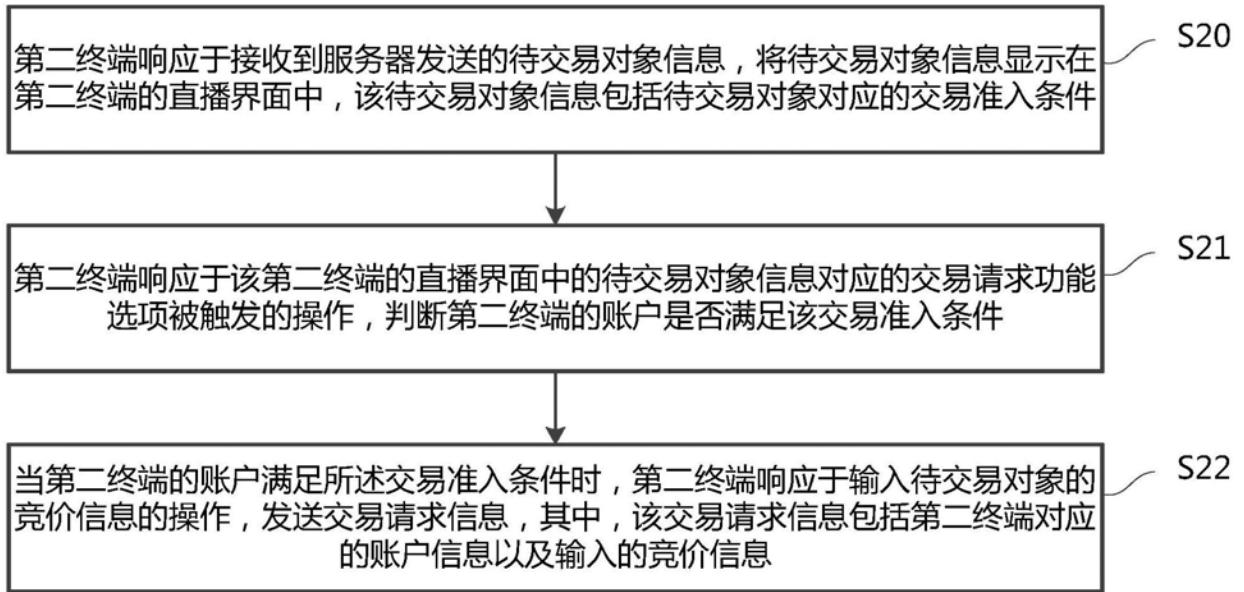 第二终端响应于接收到服务器发送的待交易对象信息，将待交易对象信息显示在
第二终端的直播界面中，该待交易对象信息包括待交易对象对应的交易准入条件
S20
第二终端响应于该第二终端的直播界面中的待交易对象信息对应的交易请求功能
选项被触发的操作，判断第二终端的账户是否满足该交易准入条件
S21
当第二终端的账户满足所述交易准入条件时，第二终端响应于输入待交易对象的
竞价信息的操作，发送交易请求信息，其中，该交易请求信息包括第二终端对应
的账户信息以及输入的竞价信息
S22